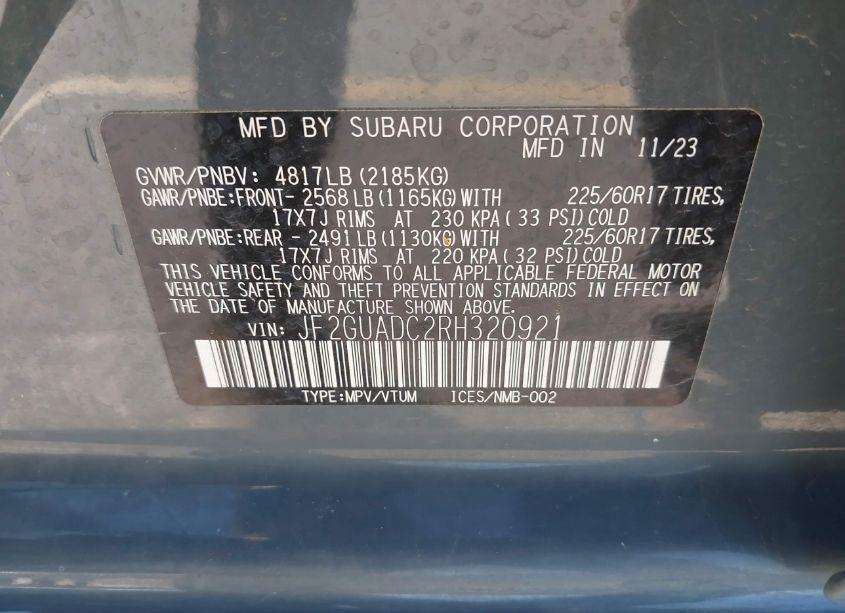 MFD BY SUBARU CORPORATION
MFD IN 11/23
GVWR/PNBV: 4817LB (2185KG)
GAWR/PNBE:FRONT- 2568 LB (1165KG) WITH 225/60R17 TIRES,
17X7J RIMS AT 230 KPA ( 33 PSI) COLD
GAWR/PNBE:REAR - 2491 LB (1130KG) WITH 225/60R17 TIRES,
17X7J RIMS AT 220 KPA ( 32 PSI) COLD
THIS VEHICLE CONFORMS TO ALL APPLICABLE FEDERAL MOTOR
VEHICLE SAFETY AND THEFT PREVENTION STANDARDS IN EFFECT ON
THE DATE OF MANUFACTURE SHOWN ABOVE.
VIN: JF2GUADC2RH320921
TYPE:MPV/VTUM ICES/NMB-002